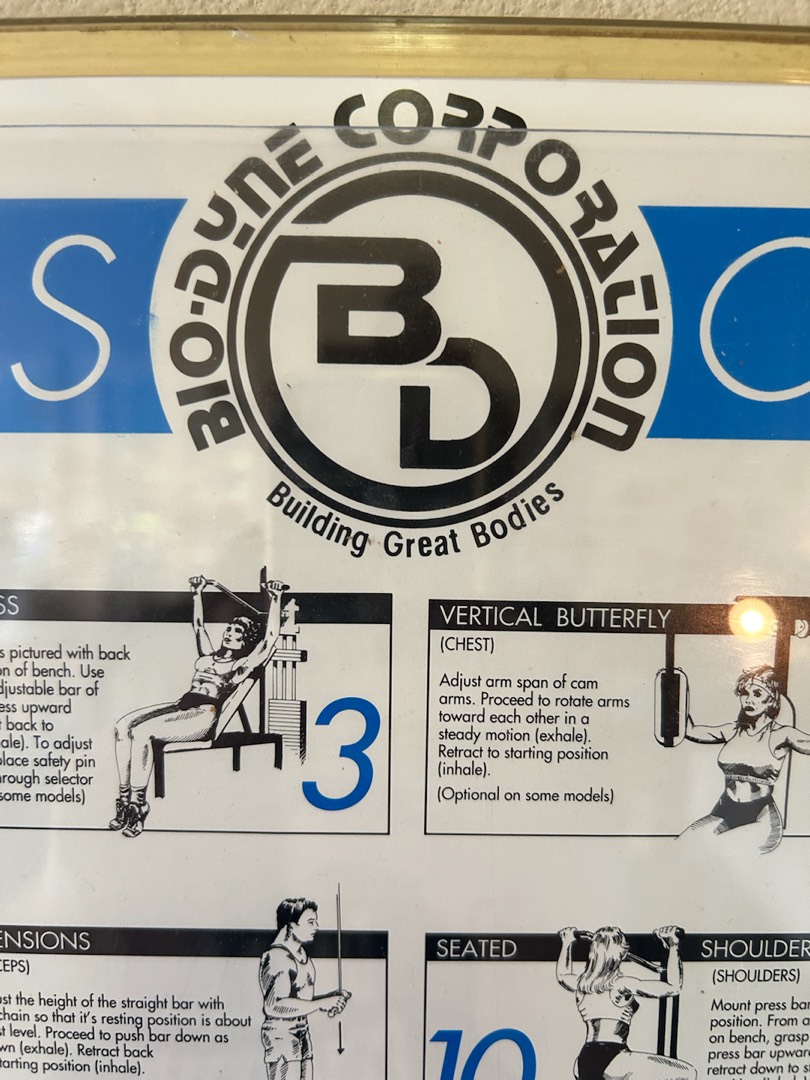 BIO-DYNE CORPORATION
S
BD
Building Great Bodies
VERTICAL BUTTERFLY
(CHEST)
Adjust arm span of cam
arms. Proceed to rotate arms
toward each other in a
steady motion (exhale).
Retract to starting position
(inhale).
(Optional on some models)
SS
s pictured with back
on of bench. Use
djustable bar of
ess upward
t back to
ale). To adjust
place safety pin
rough selector
some models)
3
ENSIONS
CEPS)
ust the height of the straight bar with
chain so that it's resting position is about
st level. Proceed to push bar down as
wn (exhale). Retract back
tarting position (inhale).
SEATED SHOULDER
(SHOULDERS)
Mount press bar
position. From a
on bench, grasp
press bar upward
retract down to s
10